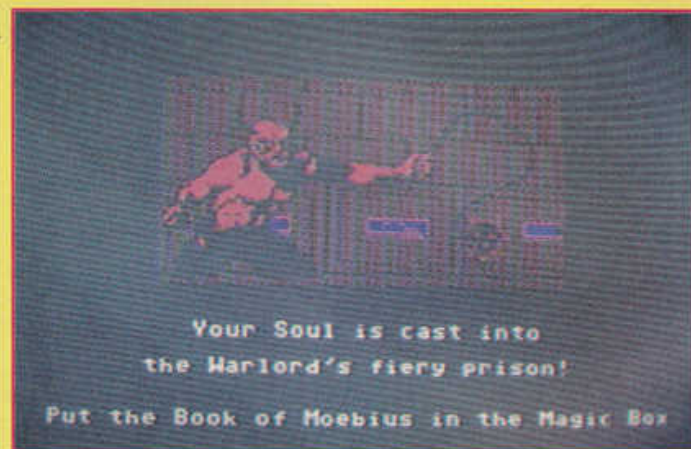 Your Soul is cast into
the Warlord's fiery prison!
Put the Book of Moebius in the Magic Box